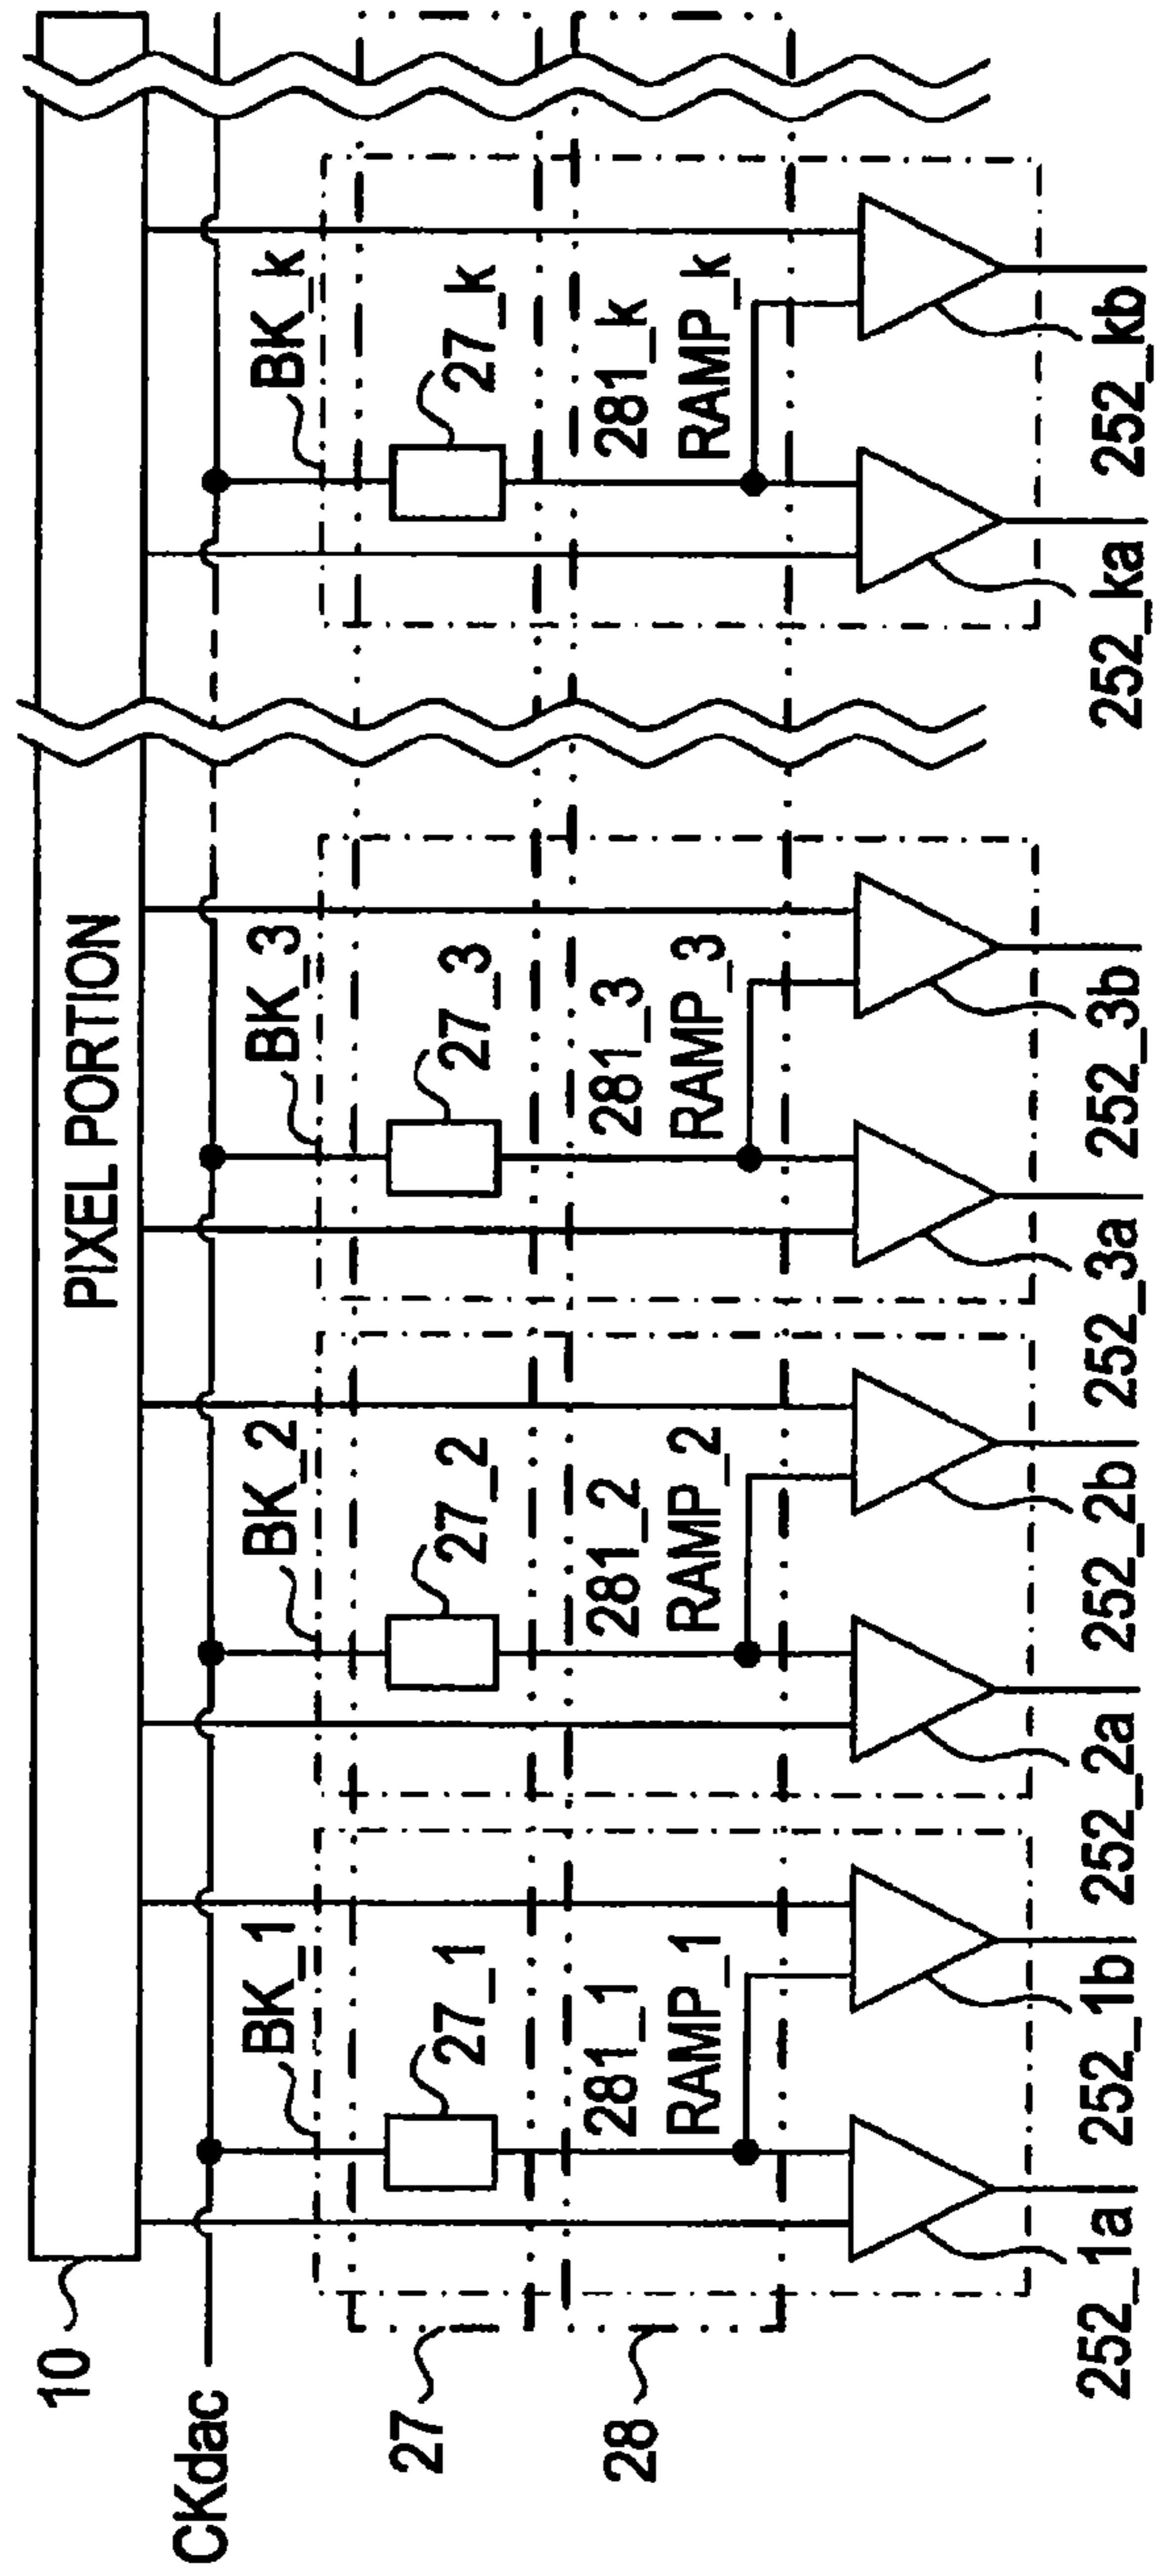 10
PIXEL PORTION
CKdac
BK_1
BK_2
BK_3
BK_k
27
27_1
27_2
27_3
27_k
28
281_1
RAMP_1
281_2
RAMP_2
281_3
RAMP_3
281_k
RAMP_k
252_1a
252_1b
252_2a
252_2b
252_3a
252_3b
252_ka
252_kb